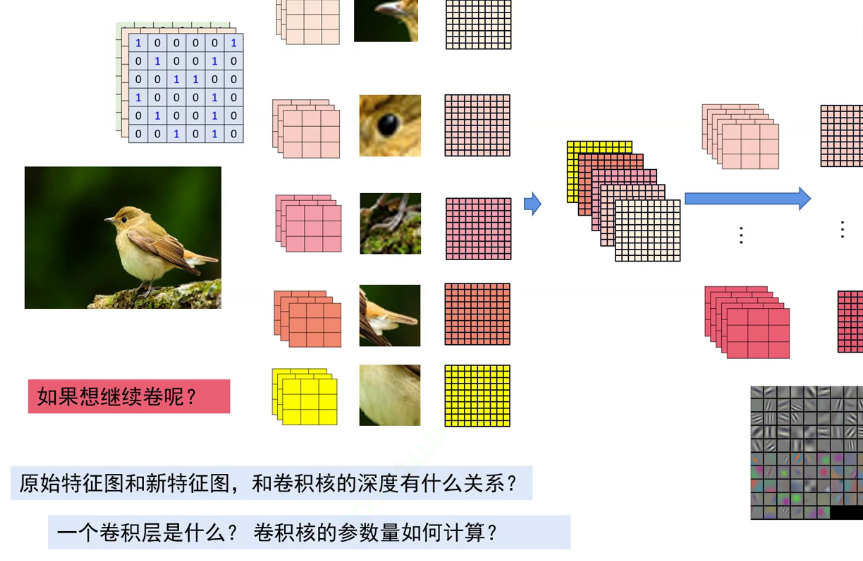 1 0 0 0 0 1
0 1 0 0 1 0
0 0 1 1 0 0
1 0 0 0 1 0
0 1 0 0 1 0
0 0 1 0 1 0
如果想继续卷呢？
原始特征图和新特征图，和卷积核的深度有什么关系？
一个卷积层是什么？ 卷积核的参数量如何计算？